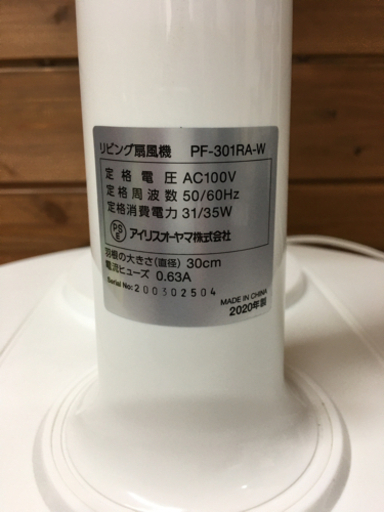 リビング扇風機 PF-301RA-W
定格電圧 AC100V
定格周波数 50/60Hz
定格消費電力 31/35W
PS E アイリスオーヤマ株式会社
羽根の大きさ(直径) 30cm
電流ヒューズ 0.63A
Serial No: 200302504
MADE IN CHINA
2020年製